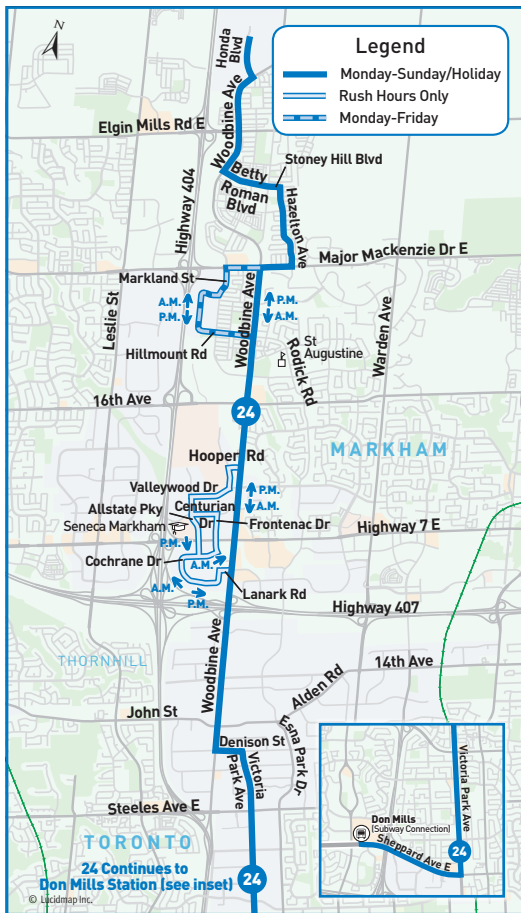 N
Honda
Blvd
Legend
Monday-Sunday/Holiday
Rush Hours Only
Monday-Friday
Woodbine Ave
Elgin Mills Rd E
Stoney Hill Blvd
Betty
Roman
Blvd
Hazelton Ave
Highway 404
Major Mackenzie Dr E
Markland St
Leslie St
A.M.
P.M.
P.M.
A.M.
Woodbine Ave
Warden Ave
Hillmount Rd
St
Augustine
Rodick Rd
16th Ave
24
MARKHAM
Hooper Rd
Valleywood Dr
P.M.
A.M.
Allstate Pky
Centurian
Dr
Frontenac Dr
Seneca Markham
Highway 7 E
P.M.
Cochrane Dr
A.M.
A.M.
P.M.
Lanark Rd
Highway 407
Woodbine Ave
THORNHILL
14th Ave
Alden Rd
John St
Esna Park Dr
Denison St
Victoria
Park Ave
Steeles Ave E
TORONTO
24 Continues to
Don Mills Station (see inset)
24
© Lucidmap Inc.
Victoria Park Ave
Don Mills
(Subway Connection)
Sheppard Ave E
24